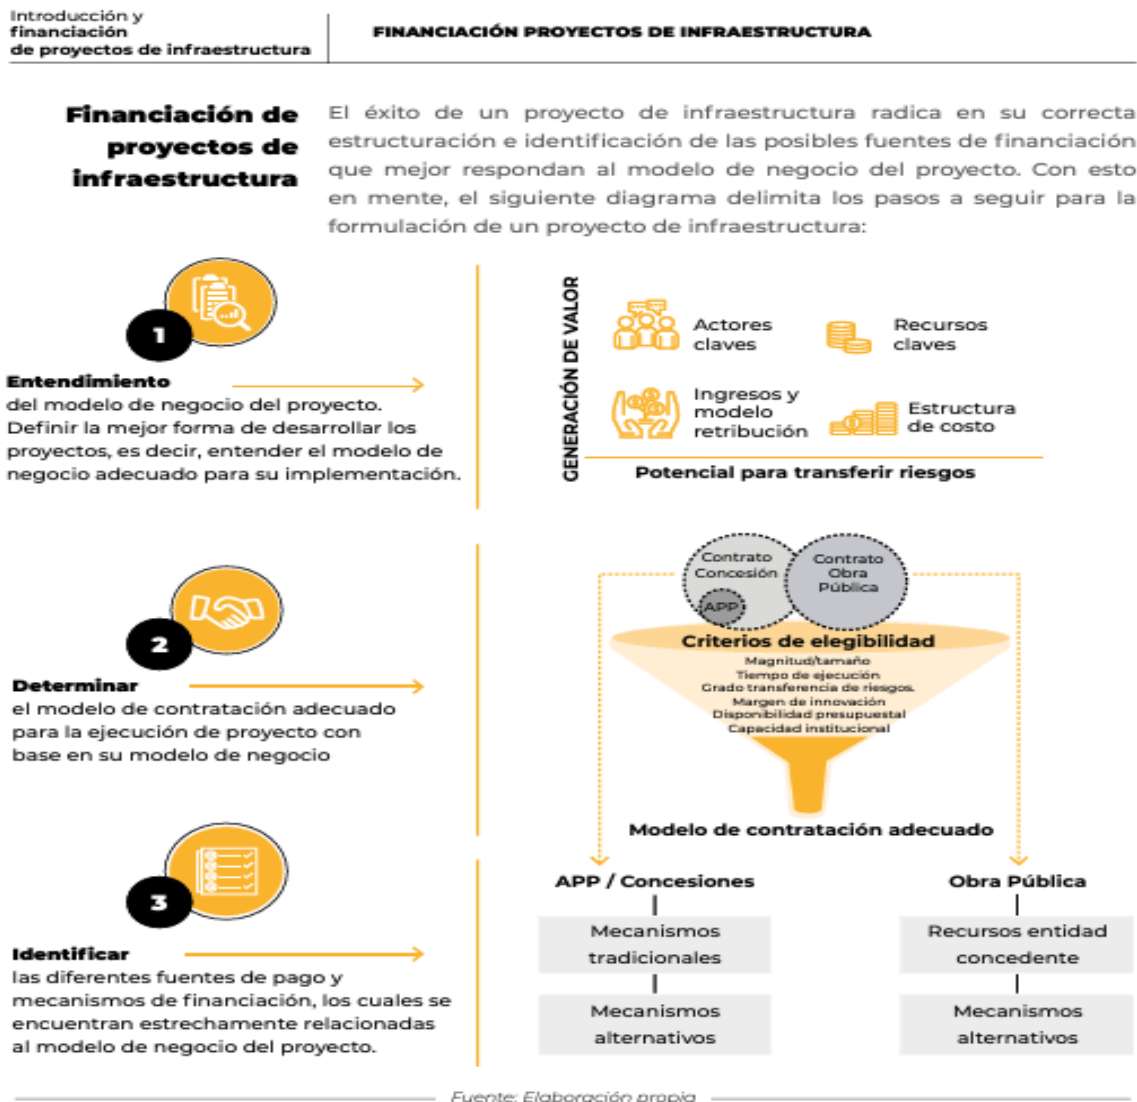 Introducción y
financiación
de proyectos de infraestructura
FINANCIACIÓN PROYECTOS DE INFRAESTRUCTURA
Financiación de
proyectos de
infraestructura
El éxito de un proyecto de infraestructura radica en su correcta
estructuración e identificación de las posibles fuentes de financiación
que mejor respondan al modelo de negocio del proyecto. Con esto
en mente, el siguiente diagrama delimita los pasos a seguir para la
formulación de un proyecto de infraestructura:
1
Entendimiento
del modelo de negocio del proyecto.
Definir la mejor forma de desarrollar los
proyectos, es decir, entender el modelo de
negocio adecuado para su implementación.
GENERACIÓN DE VALOR
Actores
claves
Recursos
claves
Ingresos y
modelo
retribución
Estructura
de costo
Potencial para transferir riesgos
2
Determinar
el modelo de contratación adecuado
para la ejecución de proyecto con
base en su modelo de negocio
Contrato
Concesión
APP
Contrato
Obra
Pública
Criterios de elegibilidad
Magnitud/tamaño
Tiempo de ejecución
Grado transferencia de riesgos.
Margen de innovación
Disponibilidad presupuestal
Capacidad institucional
Modelo de contratación adecuado
3
Identificar
las diferentes fuentes de pago y
mecanismos de financiación, los cuales se
encuentran estrechamente relacionadas
al modelo de negocio del proyecto.
APP / Concesiones
Mecanismos
tradicionales
Mecanismos
alternativos
Obra Pública
Recursos entidad
concedente
Mecanismos
alternativos
Fuente: Elaboración propia